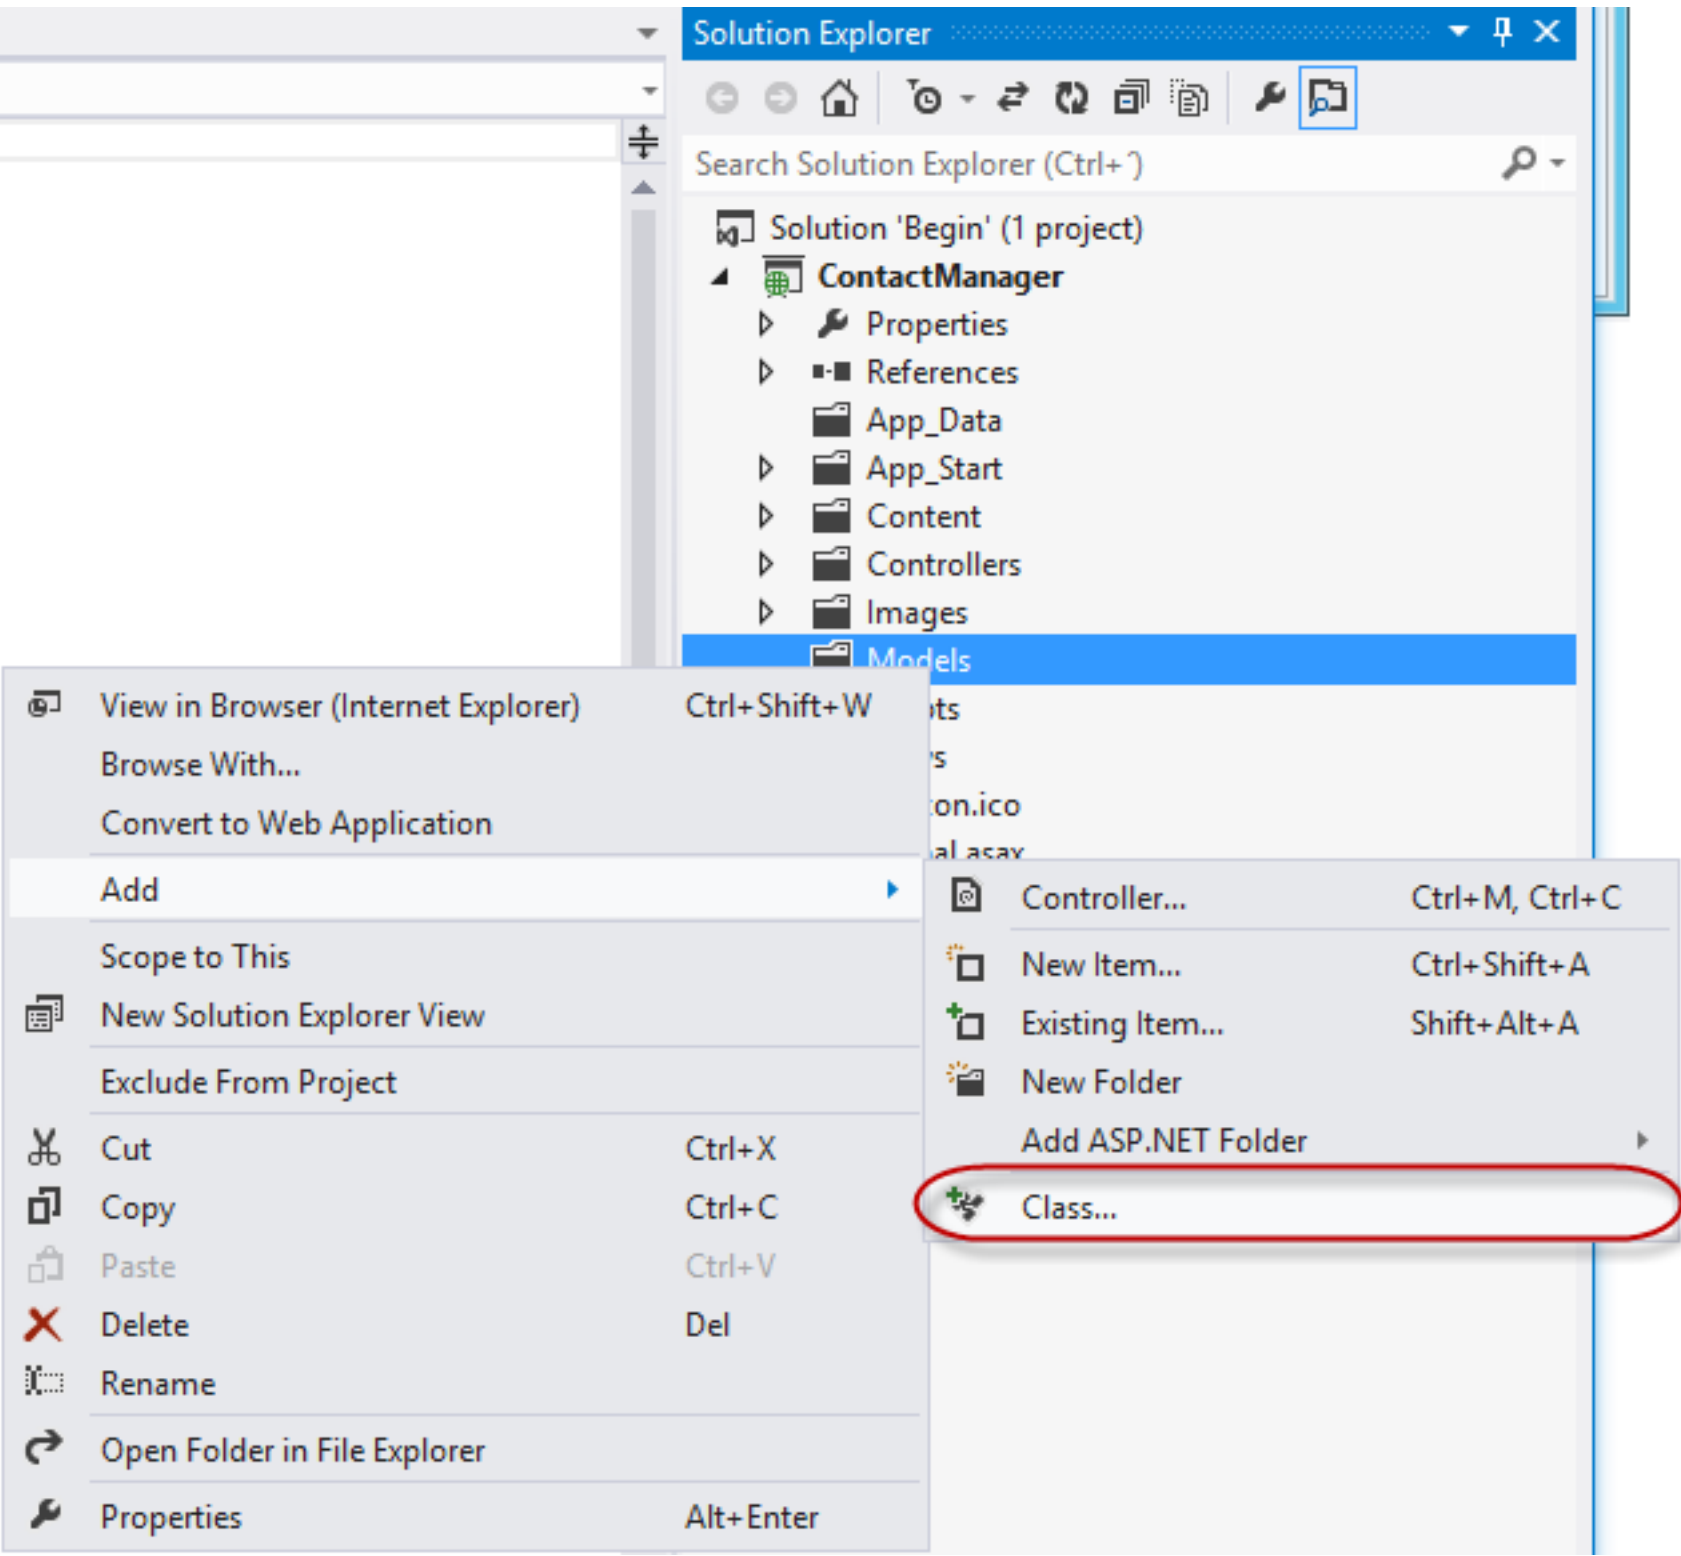 Solution Explorer
Search Solution Explorer (Ctrl+ˆ)
Solution 'Begin' (1 project)
ContactManager
Properties
References
App_Data
App_Start
Content
Controllers
Images
Models
View in Browser (Internet Explorer) Ctrl+Shift+W
Browse With...
Convert to Web Application
Add
Scope to This
New Solution Explorer View
Exclude From Project
Cut Ctrl+X
Copy Ctrl+C
Paste Ctrl+V
Delete Del
Rename
Open Folder in File Explorer
Properties Alt+Enter
on.ico
al.asax
Controller... Ctrl+M, Ctrl+C
New Item... Ctrl+Shift+A
Existing Item... Shift+Alt+A
New Folder
Add ASP.NET Folder
Class...